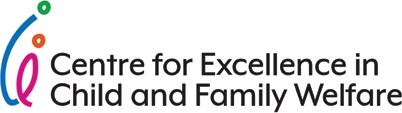 Centre for Excellence in
Child and Family Welfare